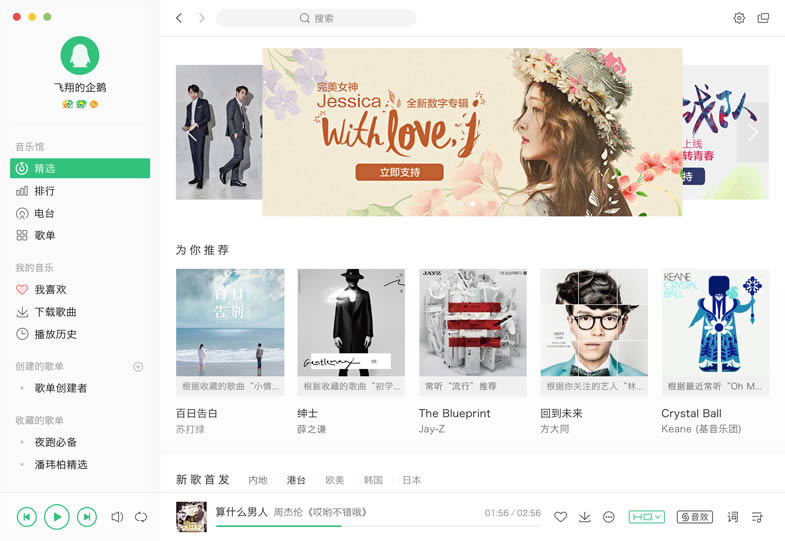 搜索
飞翔的企鹅
音乐馆
精选
排行
电台
歌单
我的音乐
我喜欢
下载歌曲
播放历史
创建的歌单
歌单创建者
收藏的歌单
夜跑必备
潘玮柏精选
完美女神
Jessica 全新数字专辑
With love, j
立即支持
战队
上线
转青春
持
为你推荐
百日
告别
根据收藏的歌曲“小情...
百日告白
苏打绿
Gentleman
根据收藏的歌曲“初学...
绅士
薛之谦
JAY-Z
THE BLUEPRINT 3
常听“流行”推荐
The Blueprint
Jay-Z
根据你关注的艺人“林...
回到未来
方大同
KEANE
CRYSTAL
BALL
根据最近常听“Oh M...
Crystal Ball
Keane (基音乐团)
新歌首发 内地 港台 欧美 韩国 日本
算什么男人 周杰伦《哎哟不错哦》
01:56 / 02:56
HQ
音效
词